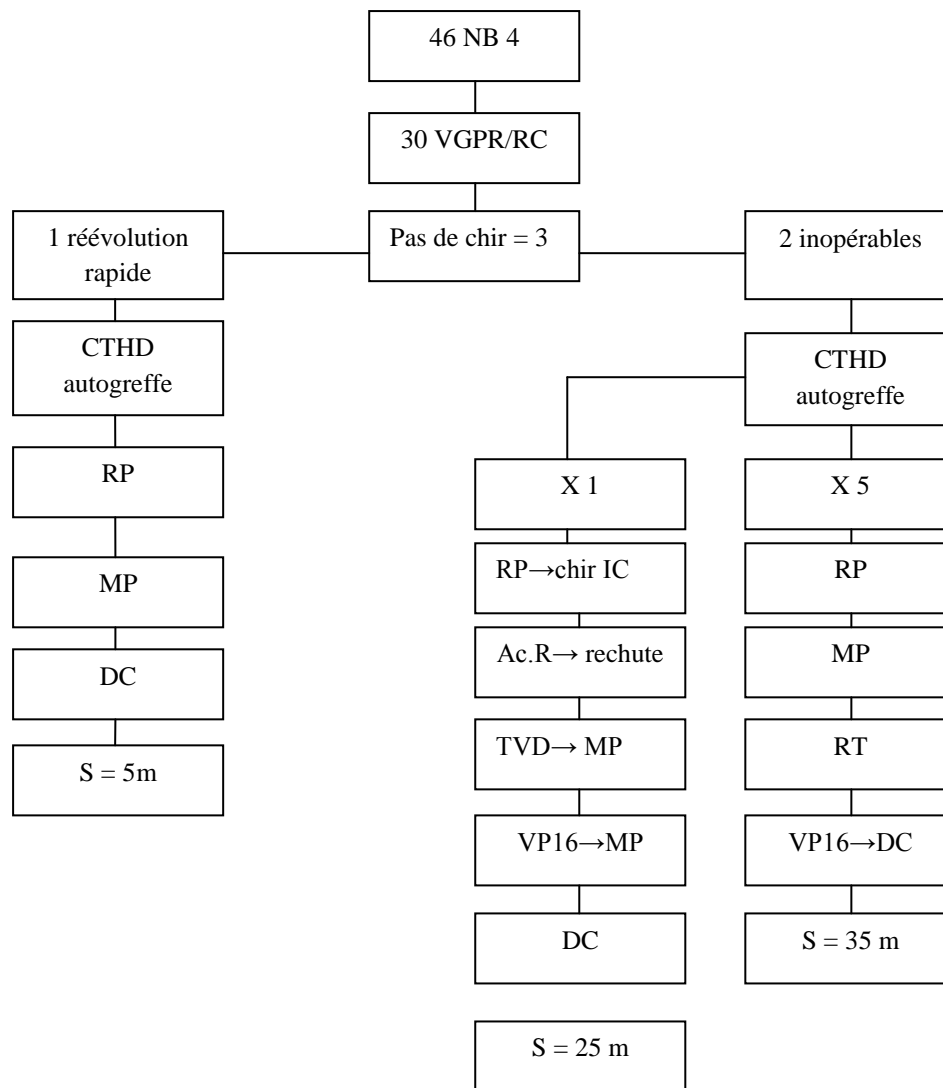 46 NB 4
30 VGPR/RC
1 réévolution
rapide
Pas de chir = 3
2 inopérables
CTHD
autogreffe
CTHD
autogreffe
RP
X 1
X 5
MP
RP→chir IC
RP
DC
Ac.R→ rechute
MP
S = 5m
TVD→ MP
RT
VP16→MP
VP16→DC
DC
S = 35 m
S = 25 m